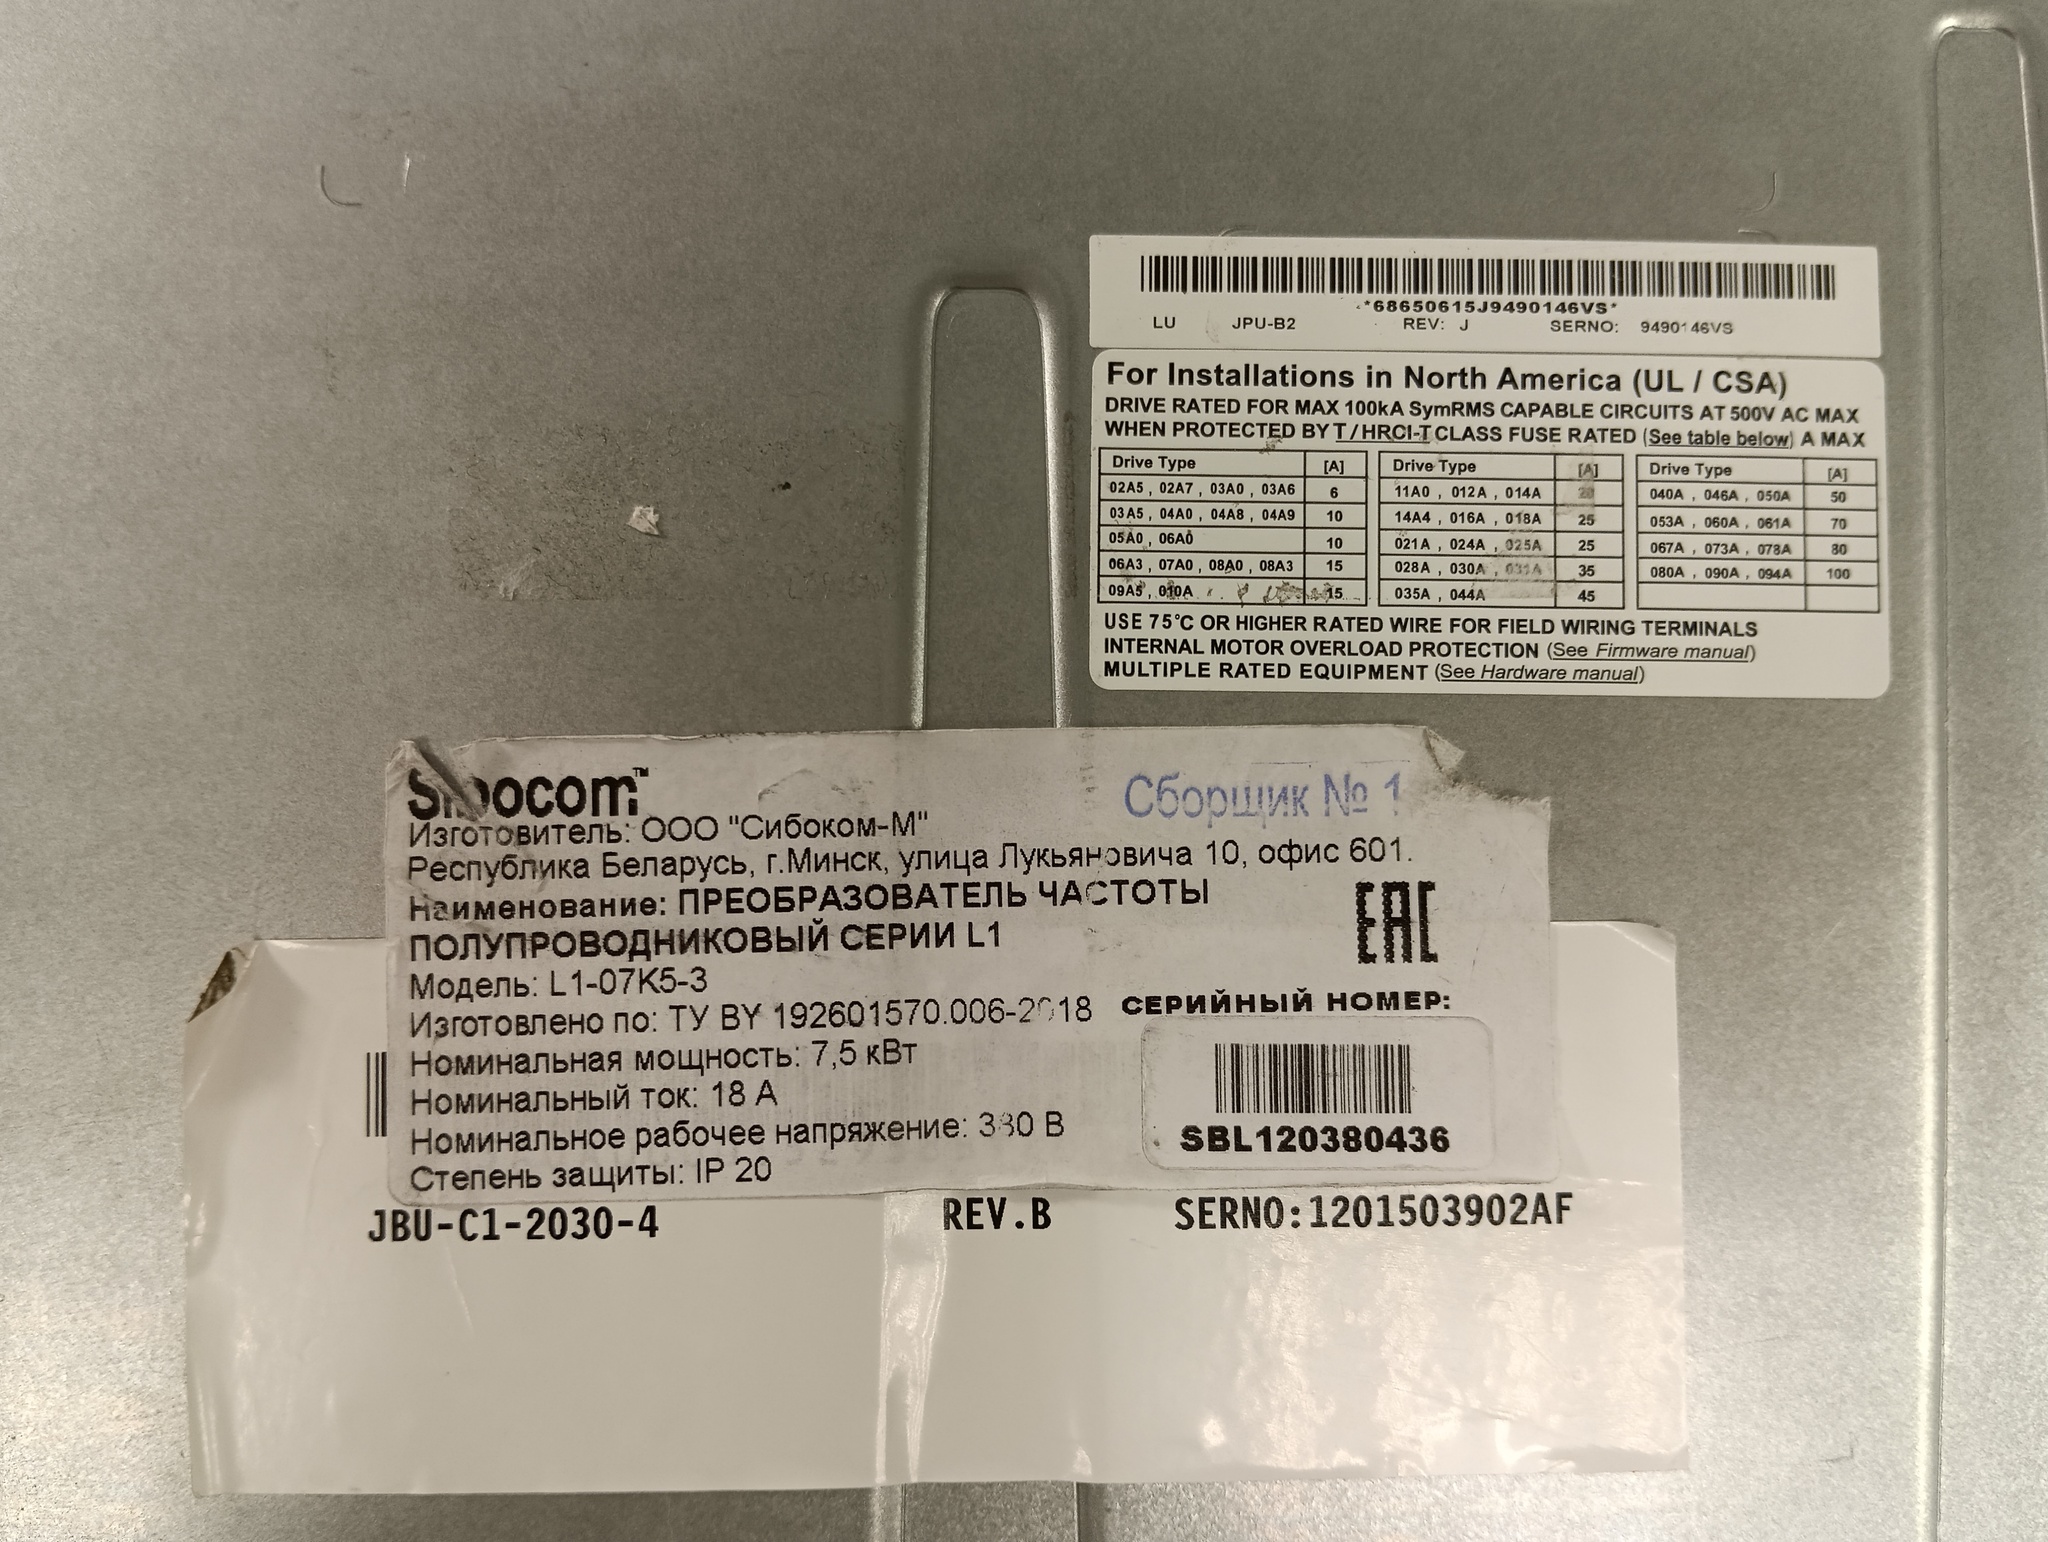 *68650615J9490146VS*
LU JPU-B2 REV: J SERNO: 9490146VS
For Installations in North America (UL / CSA)
DRIVE RATED FOR MAX 100kA SymRMS CAPABLE CIRCUITS AT 500V AC MAX
WHEN PROTECTED BY T/HRCI-T CLASS FUSE RATED (See table below) A MAX
Drive Type [A] Drive Type [A] Drive Type [A]
02A5 , 02A7 , 03A0 , 03A6 6 11A0 , 012A , 014A 20 040A , 046A , 050A 50
03A5 , 04A0 , 04A8 , 04A9 10 14A4 , 016A , 018A 25 053A , 060A , 061A 70
05A0 , 06A0 10 021A , 024A , 025A 25 067A , 073A , 078A 80
06A3 , 07A0 , 08A0 , 08A3 15 028A , 030A , 031A 35 080A , 090A , 094A 100
09A5 , 010A 15 035A , 044A 45
USE 75°C OR HIGHER RATED WIRE FOR FIELD WIRING TERMINALS
INTERNAL MOTOR OVERLOAD PROTECTION (See Firmware manual)
MULTIPLE RATED EQUIPMENT (See Hardware manual)
Sibocom™
Сборщик № 1
Изготовитель: ООО "Сибоком-М"
Республика Беларусь, г.Минск, улица Лукьяновича 10, офис 601.
Наименование: ПРЕОБРАЗОВАТЕЛЬ ЧАСТОТЫ
ПОЛУПРОВОДНИКОВЫЙ СЕРИИ L1
EAC
Модель: L1-07K5-3
Изготовлено по: ТУ BY 192601570.006-2018
СЕРИЙНЫЙ НОМЕР:
Номинальная мощность: 7,5 кВт
Номинальный ток: 18 А
Номинальное рабочее напряжение: 380 В
SBL120380436
Степень защиты: IP 20
JBU-C1-2030-4 REV.B SERNO:1201503902AF